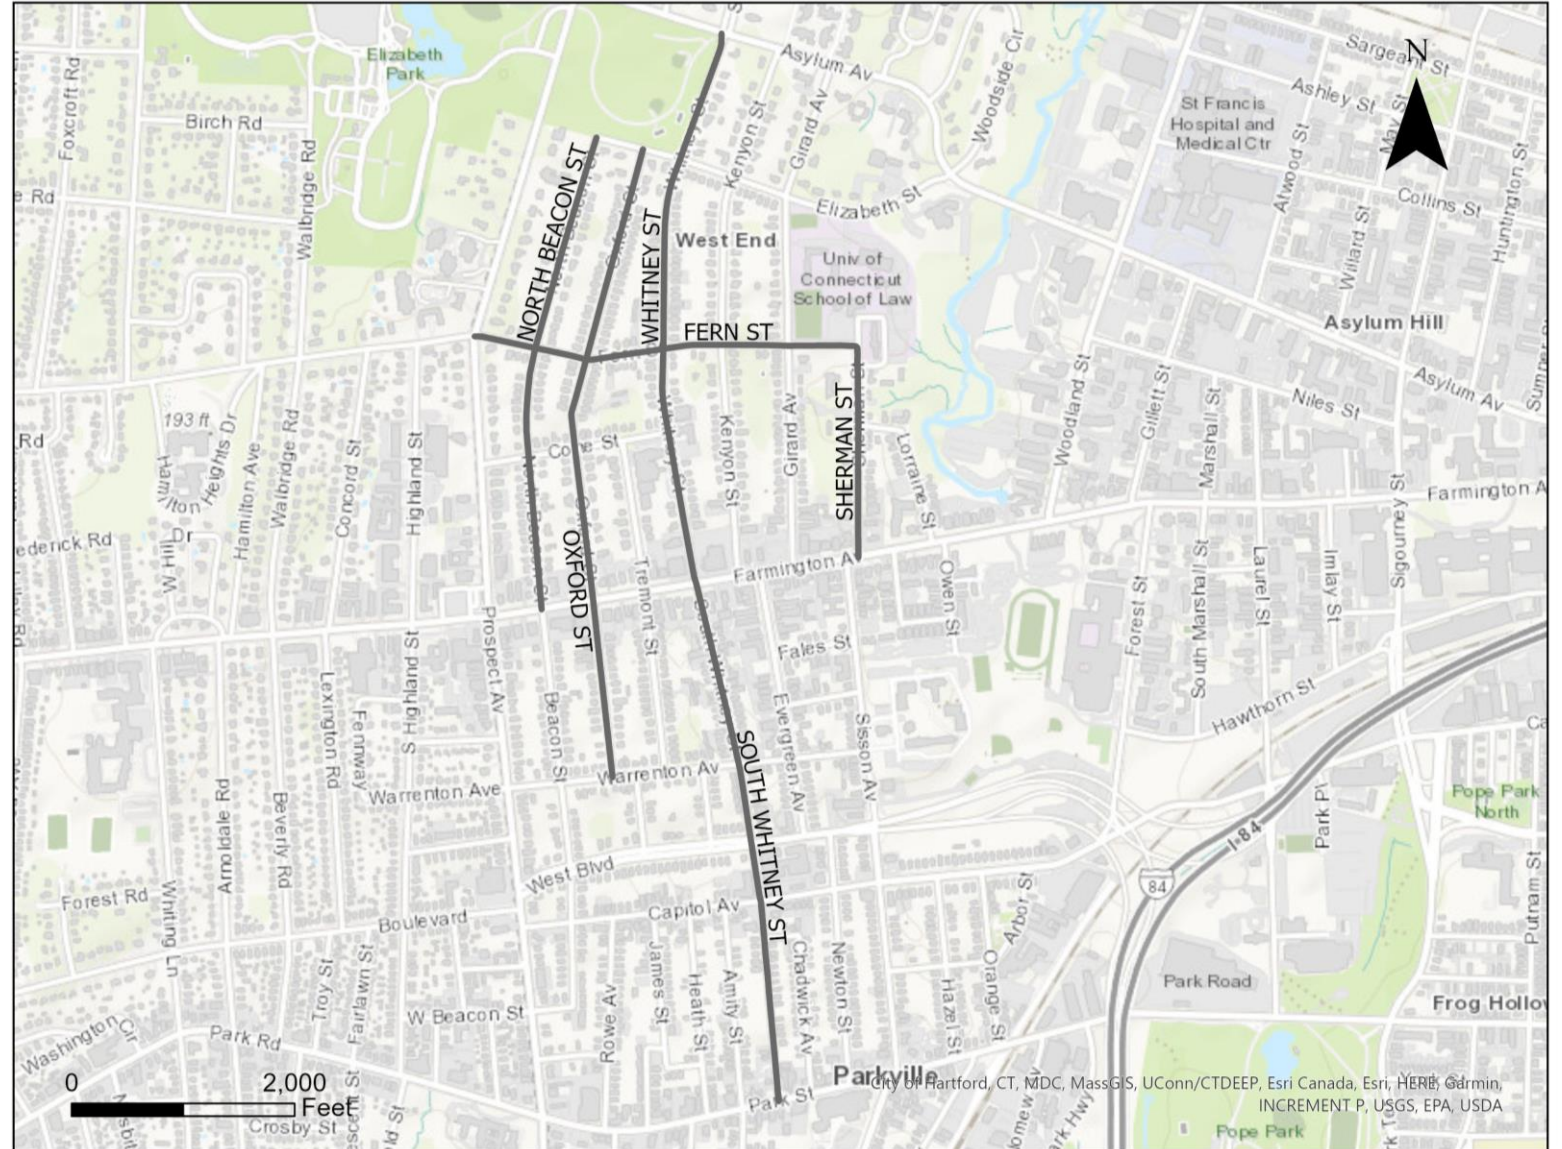 Elizabeth
Park
Birch Rd
Foxcroft Rd
Walbridge Rd
Asylum Av
Woodside Cir
Kenyon St
Girard Av
Elizabeth St
St Francis
Hospital and
Medical Ctr
Sargeant St
N
Ashley St
May St
Atwood St
Collins St
Willard St
Huntington St
NORTH BEACON ST
WHITNEY ST
West End
Univ of
Connecticut
School of Law
FERN ST
Asylum Hill
193 ft
Rd
Hamilton
Heights Dr
Hamilton Ave
Walbridge Rd
Concord St
Highland St
OXFORD ST
Kenyon St
Girard Av
SHERMAN ST
Lorraine St
Woodland St
Gillett St
Marshall St
Niles St
Asylum Av
Farmington A
Sigourney St
Dr
W Hill
Tremont St
Farmington Av
Owen St
Fales St
Forest St
South Marshall St
Laurel St
Imlay St
Hawthorn St
Prospect Av
S Highland St
Lexington Rd
Fennway
Beacon St
Warrenton Av
Warrenton Ave
SOUTH WHITNEY ST
Evergreen Av
Sisson Av
Arnoldale Rd
Beverly Rd
Forest Rd
Whiting Ln
Boulevard
West Blvd
Capitol Av
I-84
84
Park Pl
Pope Park
North
Putnam St
Arbor St
Orange St
Hazel St
Newton St
Chadwick Av
Amity St
Heath St
James St
Rowe Av
W Beacon St
Fairlawn St
Troy St
Park Rd
Washington
Cir
Park Road
Frog Hollow
Parkville
Park St
0 2,000
Feet
Crosby St
City of Hartford, CT, MDC, MassGIS, UConn/CTDEEP, Esri Canada, Esri, HERE, Garmin,
INCREMENT P, USGS, EPA, USDA
Pope Park